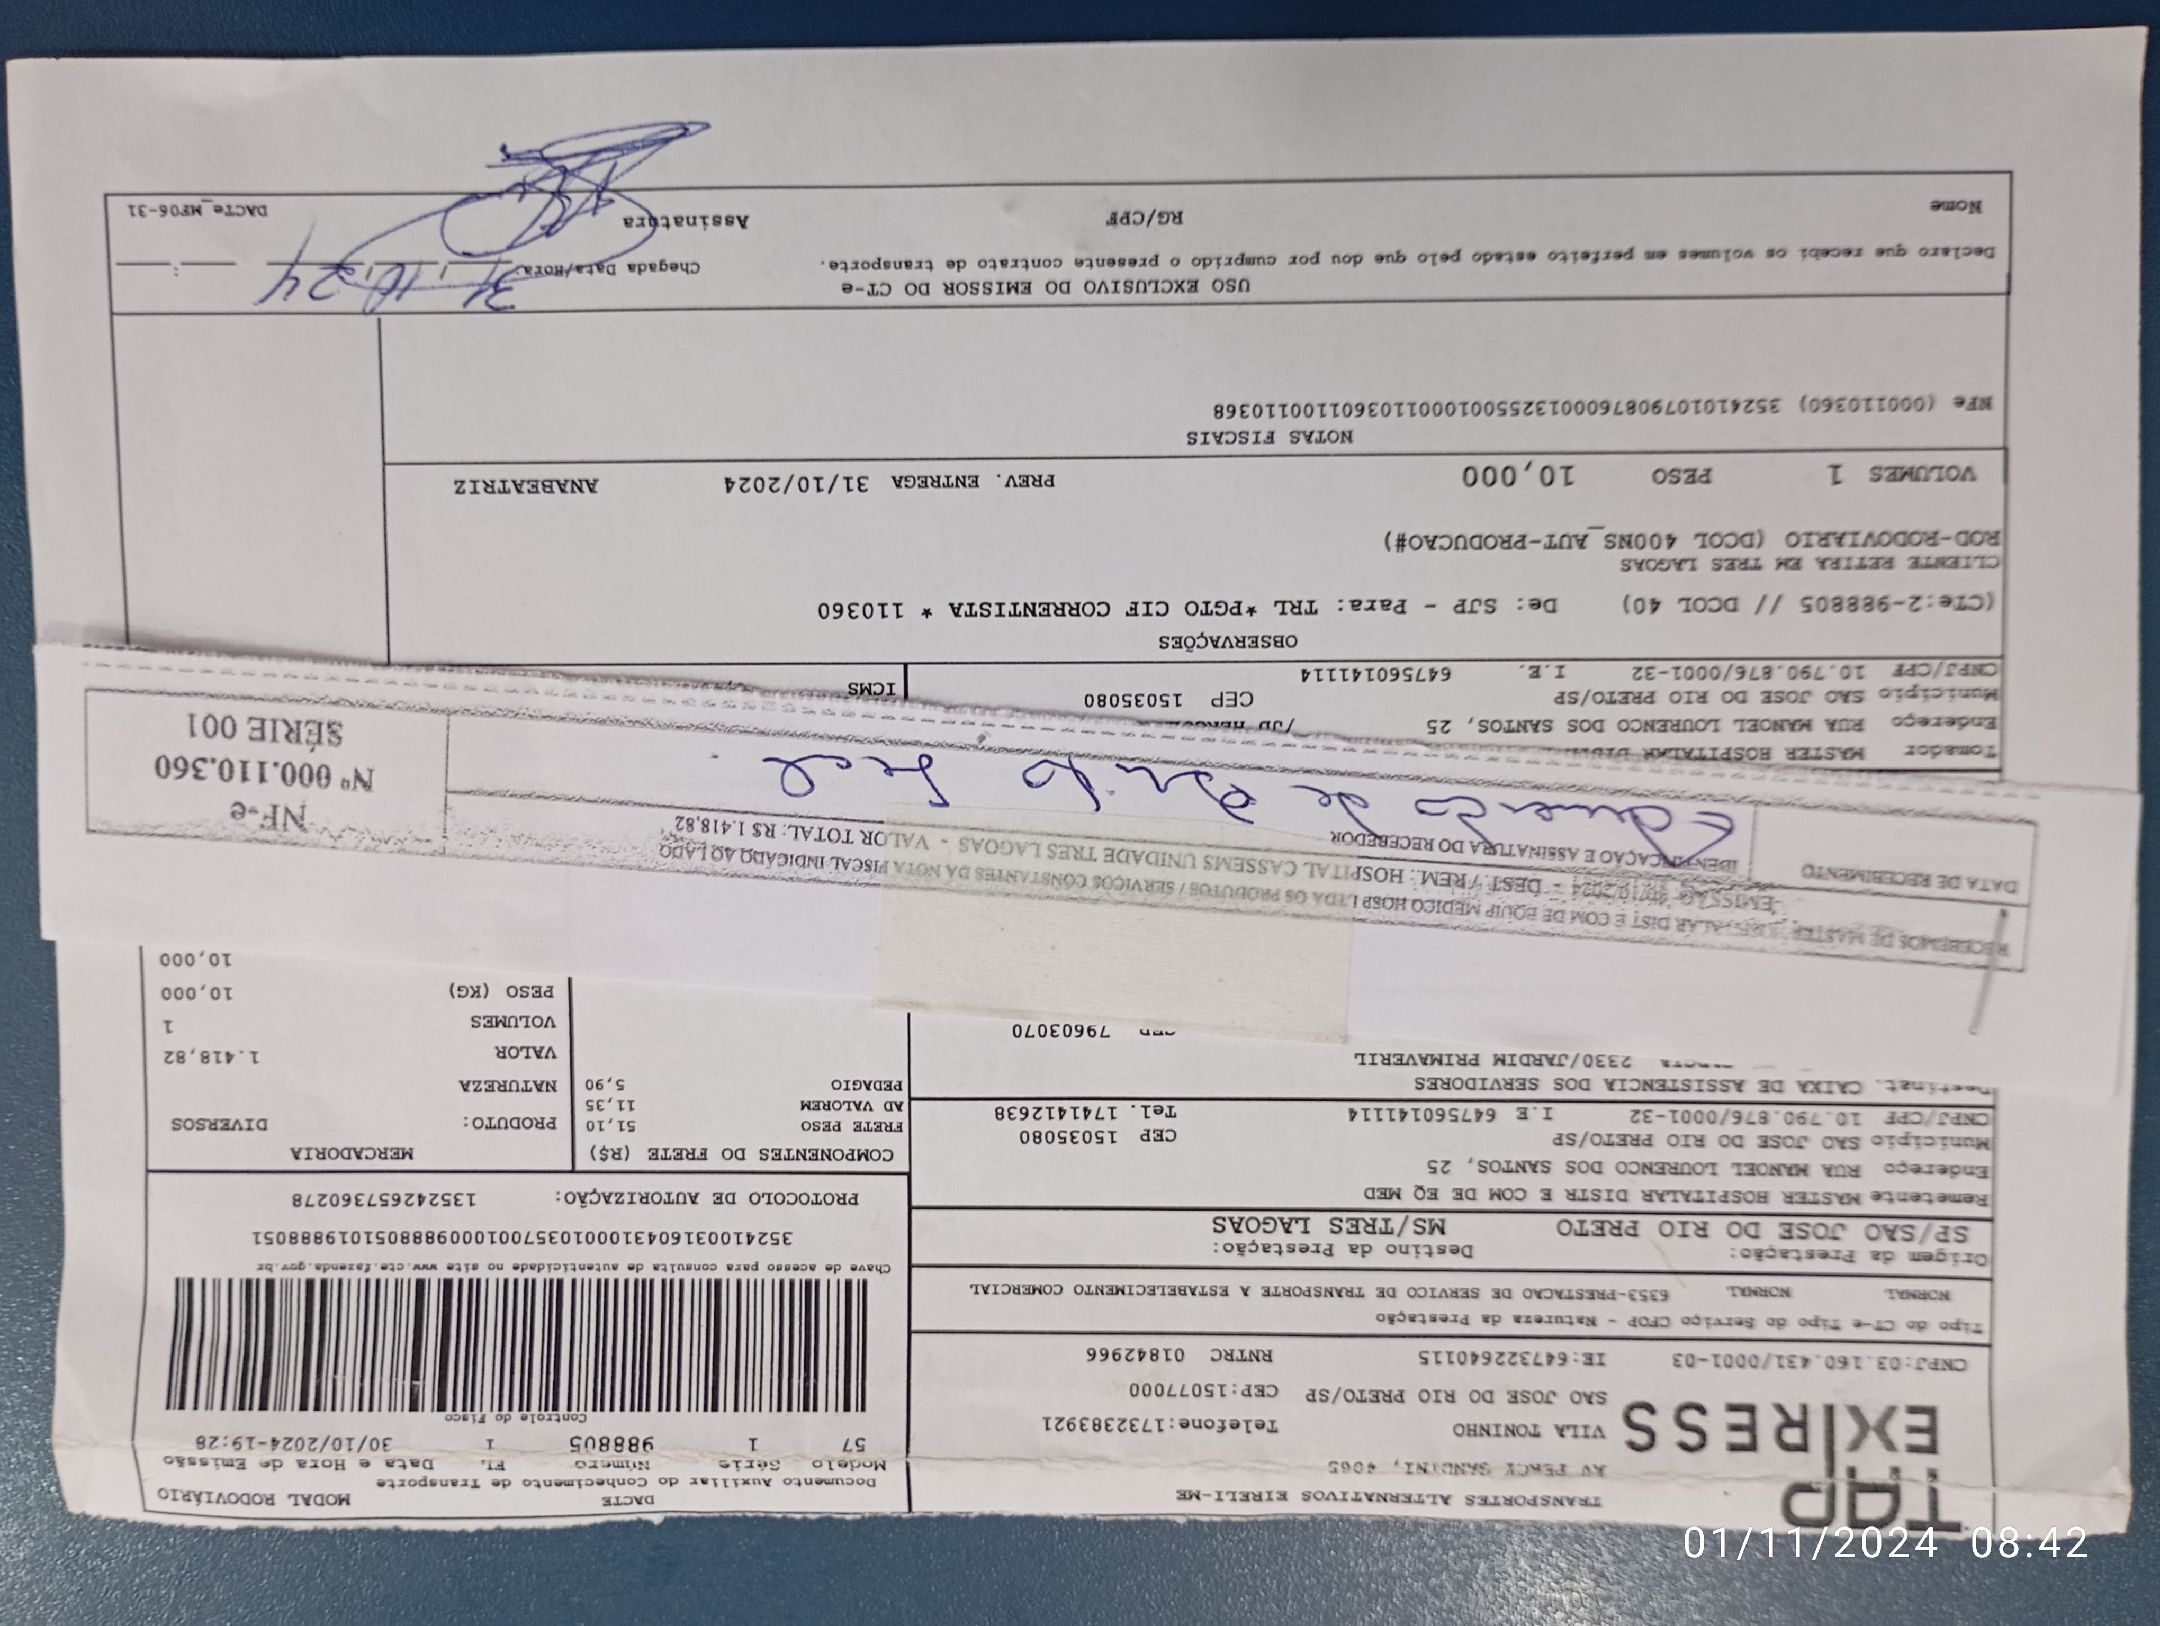 TRANSPORTES ALTERNATIVOS EIRELI-ME
TOP
EXPRESS
AV PERCY GANDINI, 4065
VILA TONINHO Telefone:1732383921
SAO JOSE DO RIO PRETO/SP CEP:15077000
CNPJ:03.160.431/0001-03 IE:647322640115 RNTRC 01842966
DACTE MODAL RODOVIÁRIO
Documento Auxiliar do Conhecimento de Transporte
Modelo Série Número FL Data e Hora de Emissão
57 1 988805 1 30/10/2024-19:28
Controle do Fisco
Chave de acesso para consulta de autenticidade no site www.cte.fazenda.gov.br
35241003160431000103570010009888051019888051
PROTOCOLO DE AUTORIZAÇÃO: 135242657360278
Tipo do CT-e Tipo do Serviço CFOP - Natureza da Prestação
NORMAL NORMAL 6353-PRESTACAO DE SERVICO DE TRANSPORTE A ESTABELECIMENTO COMERCIAL
Origem da Prestação: Destino da Prestação:
SP/SAO JOSE DO RIO PRETO MS/TRES LAGOAS
Remetente MASTER HOSPITALAR DISTR E COM DE EQ MED
Endereço RUA MANOEL LOURENCO DOS SANTOS, 25
Município SAO JOSE DO RIO PRETO/SP CEP 15035080
CNPJ/CPF 10.790.876/0001-32 I.E 647560141114 Tel. 1741412638
Destinat. CAIXA DE ASSISTENCIA DOS SERVIDORES
2330/JARDIM PRIMAVERIL
CEP 79603070
COMPONENTES DO FRETE (R$)
FRETE PESO 51,10
AD VALOREM 11,35
PEDAGIO 5,90
MERCADORIA
PRODUTO: DIVERSOS
NATUREZA
VALOR 1.418,82
VOLUMES 1
PESO (KG) 10,000
10,000
RECEBEMOS DE MASTER HOSPITALAR DIST E COM DE EQUIP MEDICO HOSP LTDA OS PRODUTOS / SERVIÇOS CONSTANTES DA NOTA FISCAL INDICADO AO LADO
EMISSÃO: 30/10/2024 - DEST. / REM.: HOSPITAL CASSEMS UNIDADE TRES LAGOAS - VALOR TOTAL: R$ 1.418,82
DATA DE RECEBIMENTO IDENTIFICAÇÃO E ASSINATURA DO RECEBEDOR
NF-e
Nº 000.110.360
SÉRIE 001
Tomador MASTER HOSPITALAR
Endereço RUA MANOEL LOURENCO DOS SANTOS, 25
Município SAO JOSE DO RIO PRETO/SP CEP 15035080
CNPJ/CPF 10.790.876/0001-32 I.E. 647560141114
ICMS
OBSERVAÇÕES
(CTe:2-988805 // DCOL 40) De: SJP - Para: TRL *PGTO CIF CORRENTISTA * 110360
CLIENTE RETIRA EM TRES LAGOAS
ROD-RODOVIARIO (DCOL 400NS_AUT-PRODUCAO#)
VOLUMES 1 PESO 10,000 PREV. ENTREGA 31/10/2024 ANABEATRIZ
NOTAS FISCAIS
NFe (000110360) 35241010790876000132550010001103601100110368
USO EXCLUSIVO DO EMISSOR DO CT-e
Declaro que recebi os volumes em perfeito estado pelo que dou por cumprido o presente contrato de transporte.
Chegada Data/Hora: 31,10,24
Nome RG/CPF Assinatura DACTe_MF06-31
01/11/2024 08:42